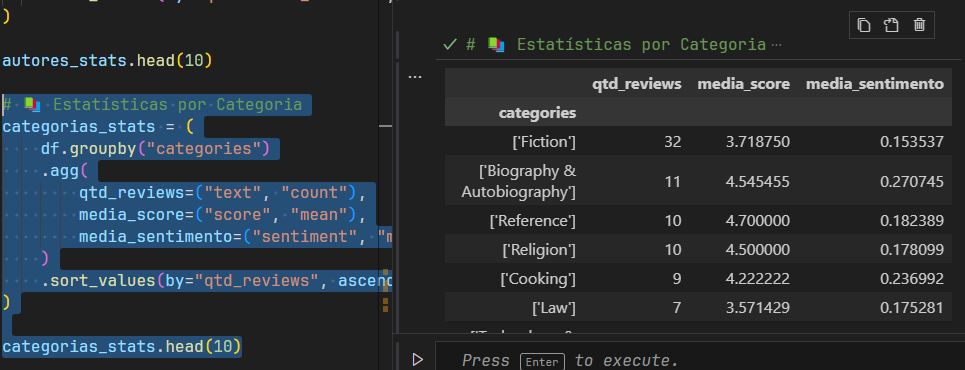 )
autores_stats.head(10)
# 📚 Estatísticas por Categoria
categorias_stats = (
df.groupby("categories")
.agg(
qtd_reviews=("text", "count"),
media_score=("score", "mean"),
media_sentimento=("sentiment", "m
)
.sort_values(by="qtd_reviews", ascend
)
categorias_stats.head(10)
# 📚 Estatísticas por Categoria ···
qtd_reviews media_score media_sentimento
categories
['Fiction'] 32 3.718750 0.153537
['Biography &
Autobiography'] 11 4.545455 0.270745
['Reference'] 10 4.700000 0.182389
['Religion'] 10 4.500000 0.178099
['Cooking'] 9 4.222222 0.236992
['Law'] 7 3.571429 0.175281
Press Enter to execute.